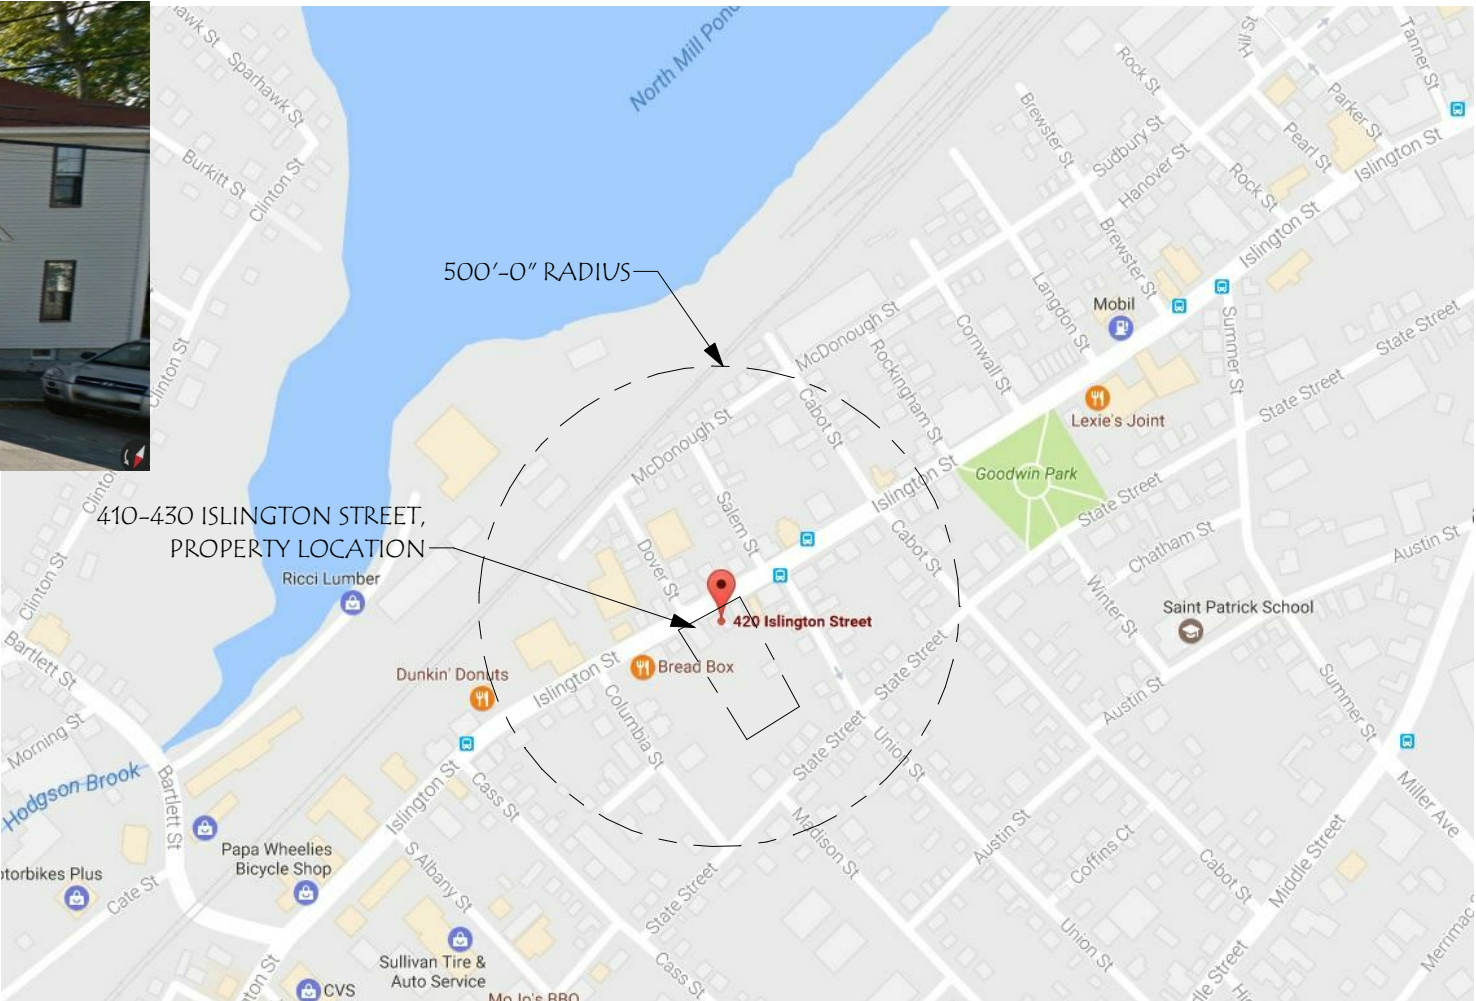 North Mill Pond
Sparhawk St
Burkitt St
Clinton St
Clinton St
Clinton St
Clinton St
500'-0" RADIUS
410-430 ISLINGTON STREET,
PROPERTY LOCATION
Ricci Lumber
Bartlett St
Morning St
Hodgson Brook
Bartlett St
Cate St
Papa Wheelies
Bicycle Shop
Sullivan Tire &
Auto Service
CVS
Mo Jo's BBQ
S Albany St
Islington St
Cass St
Cass St
Dunkin' Donuts
Islington St
Bread Box
Columbia St
420 Islington Street
Dover St
Salem St
McDonough St
McDonough St
Cabot St
Rockingham St
Cornwall St
Langdon St
Brewster St
Brewster St
Sudbury St
Hanover St
Rock St
Rock St
Pearl St
Parker St
Tanner St
Islington St
Islington St
Islington St
Mobil
Lexie's Joint
Goodwin Park
Summer St
State Street
State Street
State Street
State Street
State Street
State Street
Cabot St
Winter St
Chatham St
Saint Patrick School
Austin St
Austin St
Austin St
Summer St
Union St
Union St
Madison St
Coffins Ct
Cabot St
Middle Street
Miller Ave